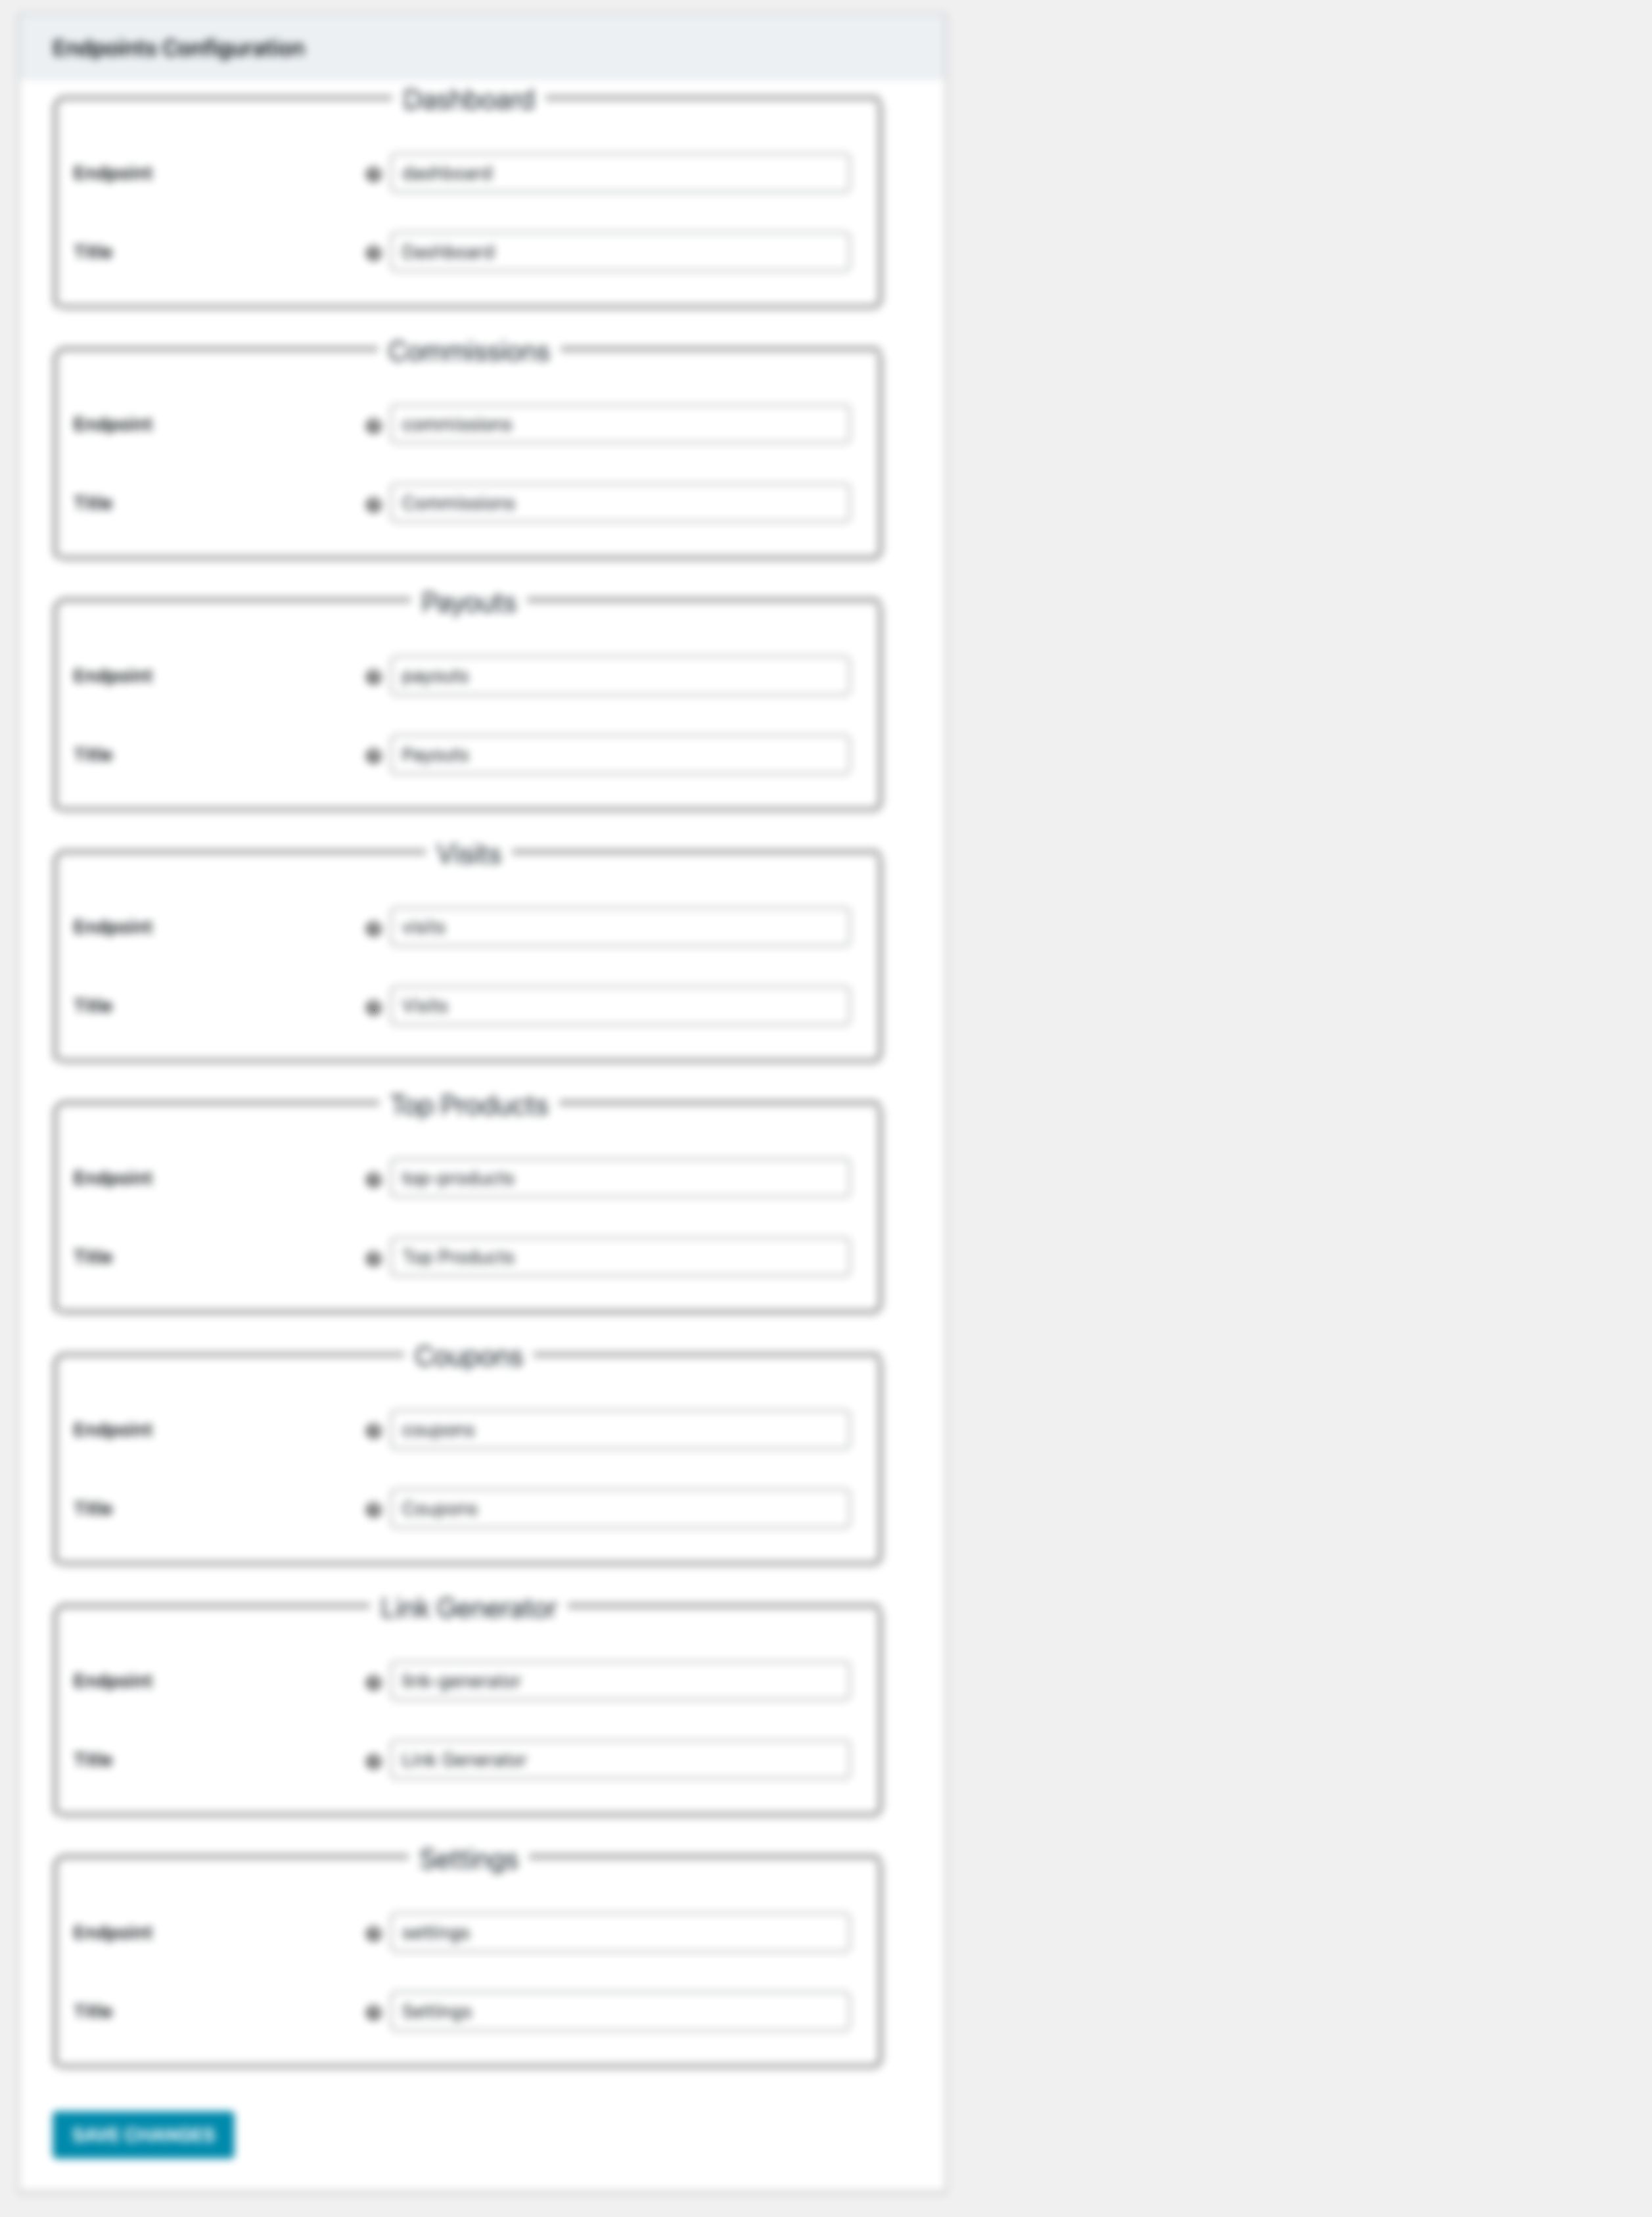 Endpoints Configuration
Dashboard
Endpoint dashboard
Title Dashboard
Commissions
Endpoint commissions
Title Commissions
Payouts
Endpoint payouts
Title Payouts
Visits
Endpoint visits
Title Visits
Top Products
Endpoint top-products
Title Top Products
Coupons
Endpoint coupons
Title Coupons
Link Generator
Endpoint link-generator
Title Link Generator
Settings
Endpoint settings
Title Settings
SAVE CHANGES